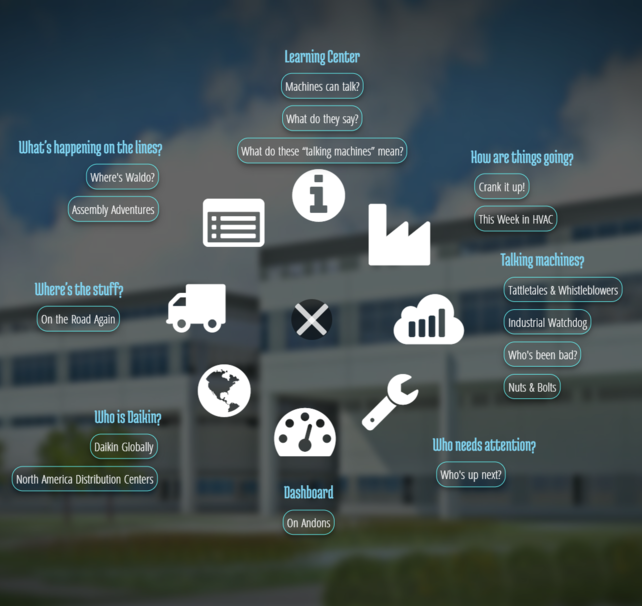 Learning Center
Machines can talk?
What do they say?
What do these “talking machines” mean?
What's happening on the lines?
Where's Waldo?
Assembly Adventures
How are things going?
Crank it up!
This Week in HVAC
Talking machines?
Tattletales & Whistleblowers
Industrial Watchdog
Who's been bad?
Nuts & Bolts
Where's the stuff?
On the Road Again
Who is Daikin?
Daikin Globally
North America Distribution Centers
Who needs attention?
Who's up next?
Dashboard
On Andons